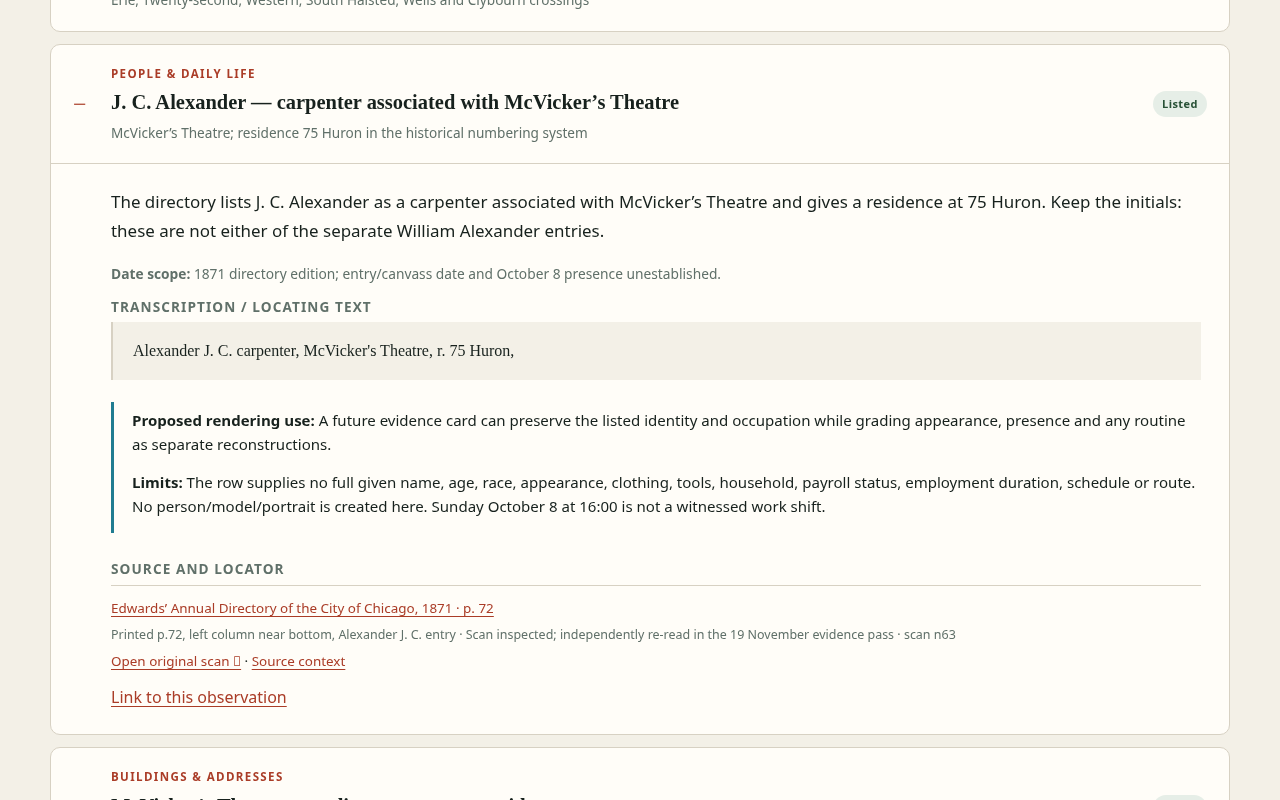 Erie, Twenty-second, Western, South Halsted, Wells and Clybourn crossings
PEOPLE & DAILY LIFE
– J. C. Alexander — carpenter associated with McVicker’s Theatre
Listed
McVicker’s Theatre; residence 75 Huron in the historical numbering system
The directory lists J. C. Alexander as a carpenter associated with McVicker’s Theatre and gives a residence at 75 Huron. Keep the initials:
these are not either of the separate William Alexander entries.
Date scope: 1871 directory edition; entry/canvass date and October 8 presence unestablished.
TRANSCRIPTION / LOCATING TEXT
Alexander J. C. carpenter, McVicker's Theatre, r. 75 Huron,
Proposed rendering use: A future evidence card can preserve the listed identity and occupation while grading appearance, presence and any routine
as separate reconstructions.
Limits: The row supplies no full given name, age, race, appearance, clothing, tools, household, payroll status, employment duration, schedule or route.
No person/model/portrait is created here. Sunday October 8 at 16:00 is not a witnessed work shift.
SOURCE AND LOCATOR
Edwards’ Annual Directory of the City of Chicago, 1871 · p. 72
Printed p.72, left column near bottom, Alexander J. C. entry · Scan inspected; independently re-read in the 19 November evidence pass · scan n63
Open original scan · Source context
Link to this observation
BUILDINGS & ADDRESSES